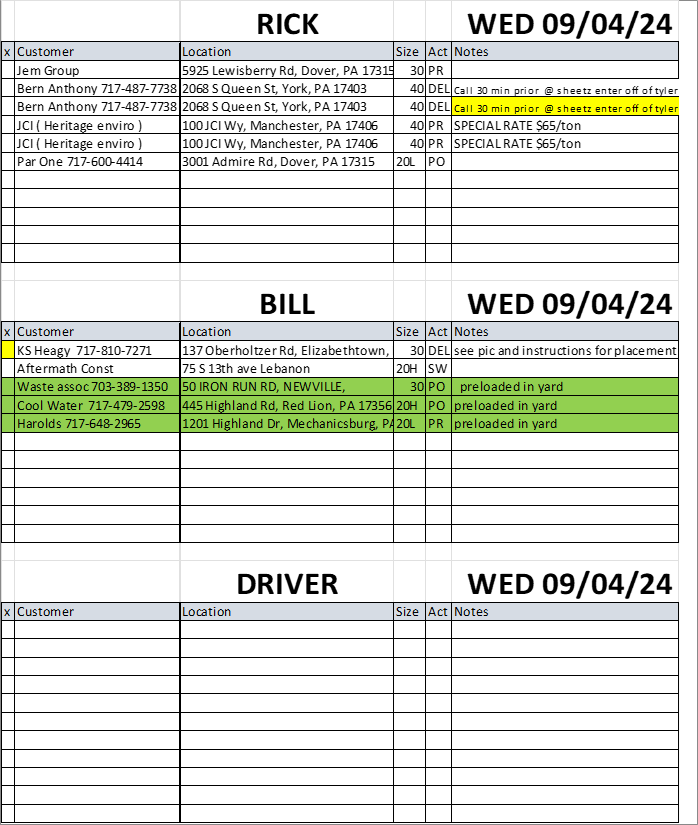 RICK WED 09/04/24
x Customer Location Size Act Notes
Jem Group 5925 Lewisberry Rd, Dover, PA 17315 30 PR
Bern Anthony 717-487-7738 2068 S Queen St, York, PA 17403 40 DEL Call 30 min prior @ sheetz enter off of tyler
Bern Anthony 717-487-7738 2068 S Queen St, York, PA 17403 40 DEL Call 30 min prior @ sheetz enter off of tyler
JCI ( Heritage enviro ) 100 JCI Wy, Manchester, PA 17406 40 PR SPECIAL RATE $65/ton
JCI ( Heritage enviro ) 100 JCI Wy, Manchester, PA 17406 40 PR SPECIAL RATE $65/ton
Par One 717-600-4414 3001 Admire Rd, Dover, PA 17315 20L PO
BILL WED 09/04/24
x Customer Location Size Act Notes
KS Heagy 717-810-7271 137 Oberholtzer Rd, Elizabethtown, 30 DEL see pic and instructions for placement
Aftermath Const 75 S 13th ave Lebanon 20H SW
Waste assoc 703-389-1350 50 IRON RUN RD, NEWVILLE, 30 PO preloaded in yard
Cool Water 717-479-2598 445 Highland Rd, Red Lion, PA 17356 20H PO preloaded in yard
Harolds 717-648-2965 1201 Highland Dr, Mechanicsburg, PA 20L PR preloaded in yard
DRIVER WED 09/04/24
x Customer Location Size Act Notes